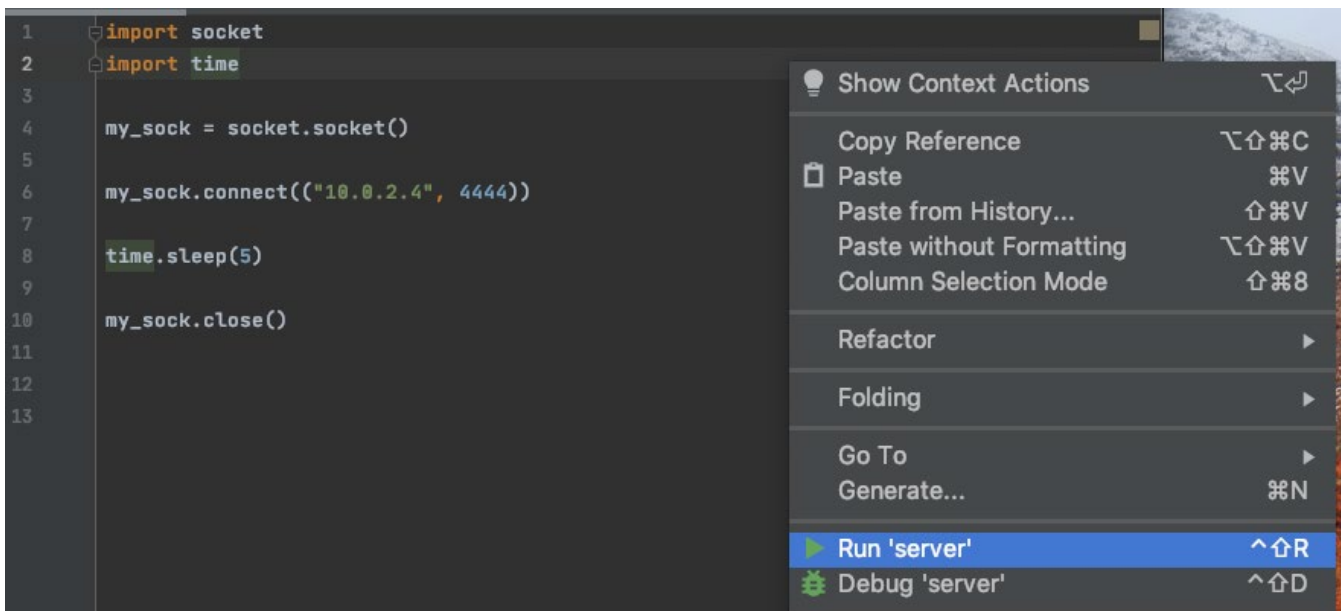 1 import socket
2 import time
3
4 my_sock = socket.socket()
5
6 my_sock.connect(("10.0.2.4", 4444))
7
8 time.sleep(5)
9
10 my_sock.close()
11
12
13
Show Context Actions ⌥⏎
Copy Reference ⌥⇧⌘C
Paste ⌘V
Paste from History... ⇧⌘V
Paste without Formatting ⌥⇧⌘V
Column Selection Mode ⇧⌘8
Refactor
Folding
Go To
Generate... ⌘N
Run 'server' ^⇧R
Debug 'server' ^⇧D